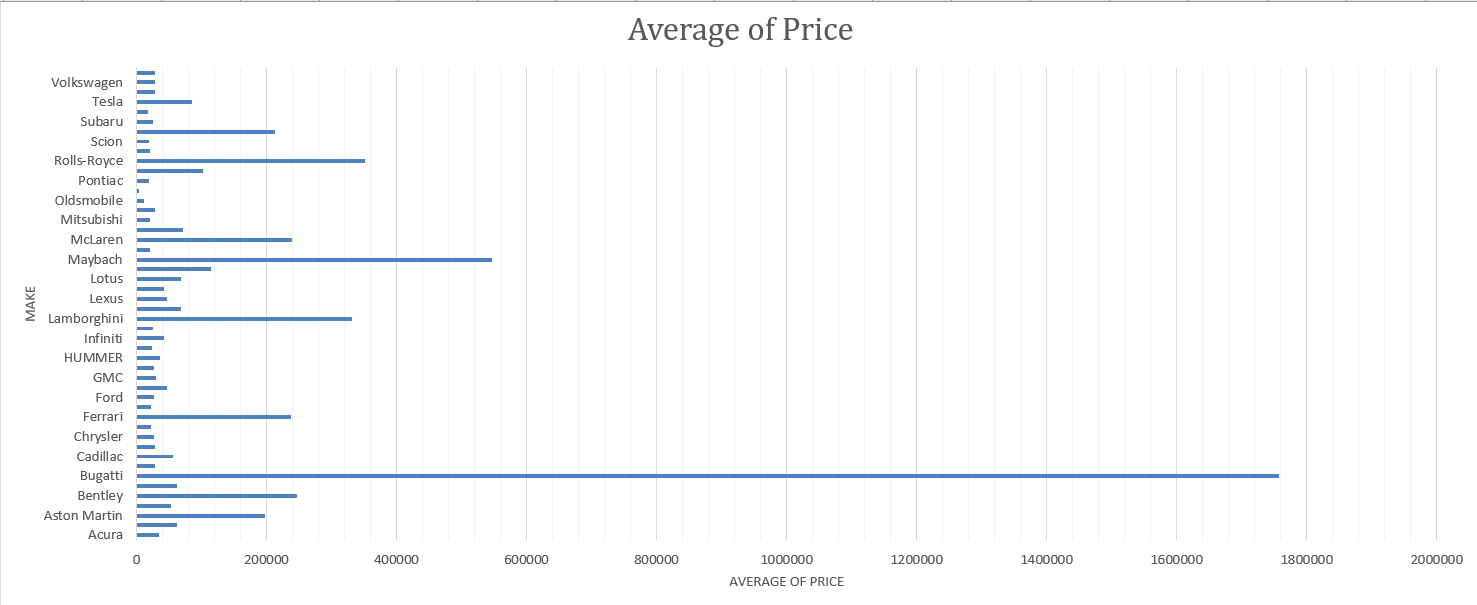 Average of Price
Volkswagen
Tesla
Subaru
Scion
Rolls-Royce
Pontiac
Oldsmobile
Mitsubishi
McLaren
Maybach
Lotus
Lexus
Lamborghini
Infiniti
HUMMER
GMC
Ford
Ferrari
Chrysler
Cadillac
Bugatti
Bentley
Aston Martin
Acura
MAKE
0 200000 400000 600000 800000 1000000 1200000 1400000 1600000 1800000 2000000
AVERAGE OF PRICE